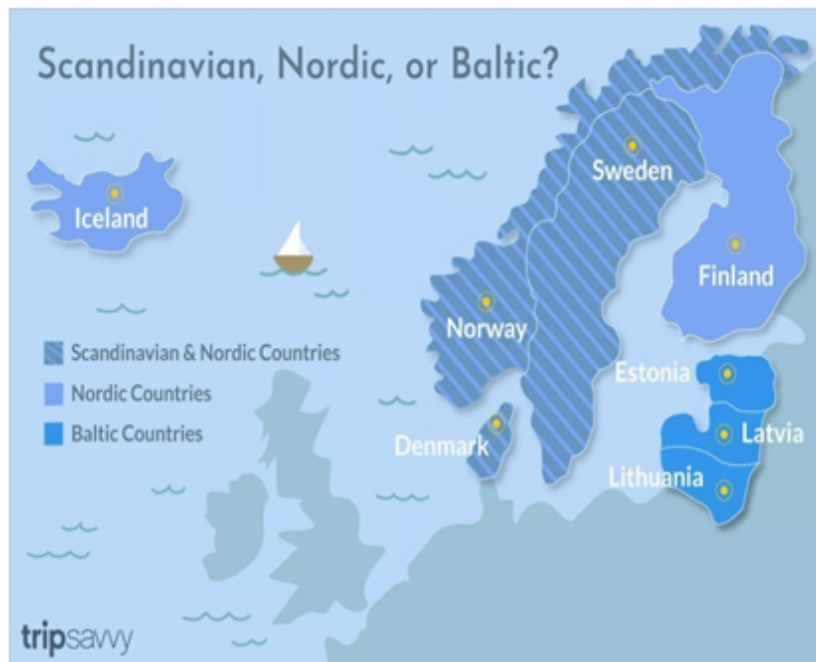 Scandinavian, Nordic, or Baltic?
Sweden
Iceland
Finland
Norway
Scandinavian & Nordic Countries
Estonia
Nordic Countries
Latvia
Baltic Countries
Denmark
Lithuania
tripsavvy